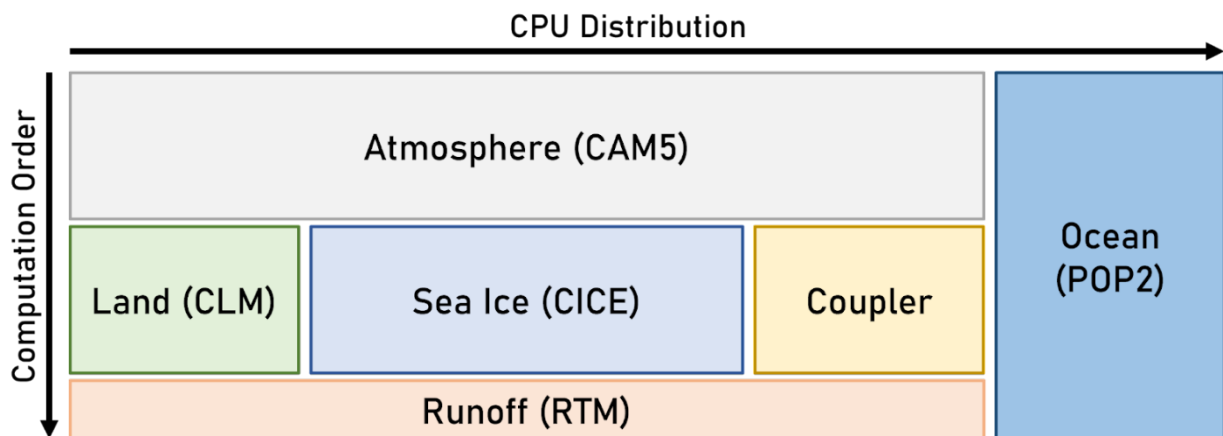 CPU Distribution
Computation Order
Atmosphere (CAM5)
Ocean
(POP2)
Land (CLM)
Sea Ice (CICE)
Coupler
Runoff (RTM)